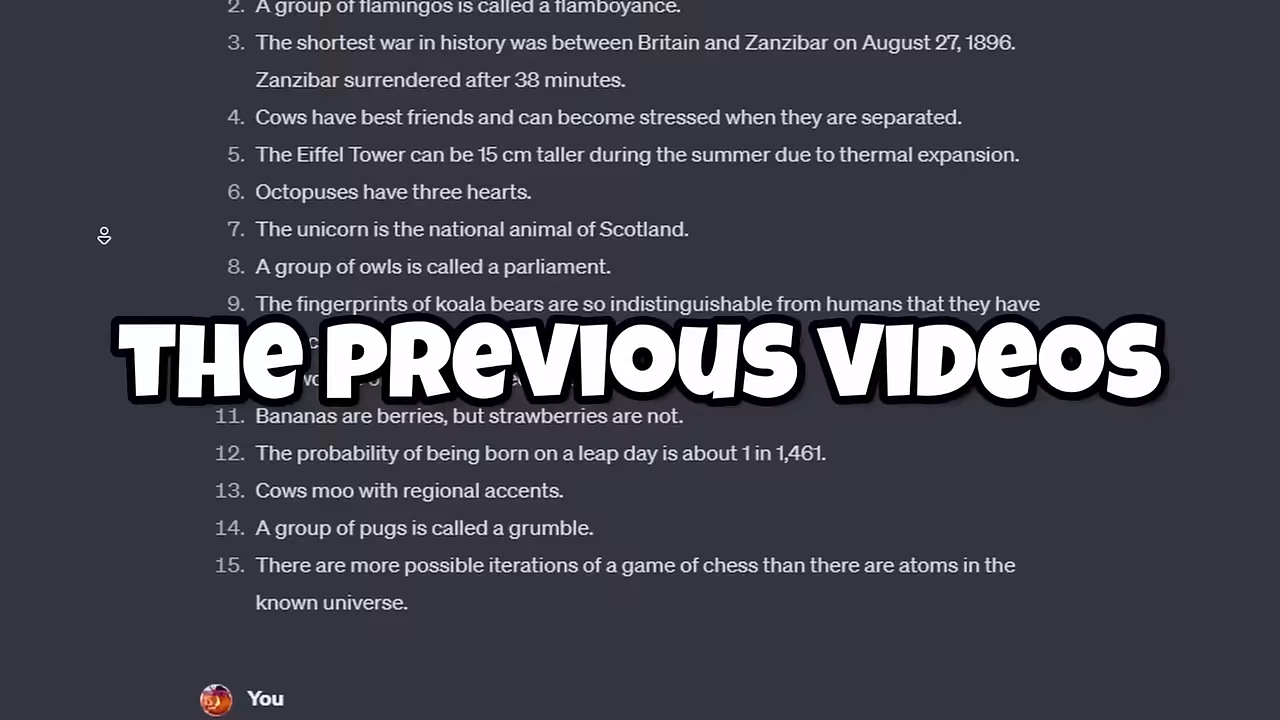 2. A group of flamingos is called a flamboyance.
3. The shortest war in history was between Britain and Zanzibar on August 27, 1896.
Zanzibar surrendered after 38 minutes.
4. Cows have best friends and can become stressed when they are separated.
5. The Eiffel Tower can be 15 cm taller during the summer due to thermal expansion.
6. Octopuses have three hearts.
7. The unicorn is the national animal of Scotland.
8. A group of owls is called a parliament.
9. The fingerprints of koala bears are so indistinguishable from humans that they have
THE PREVIOUS VIDEOS
11. Bananas are berries, but strawberries are not.
12. The probability of being born on a leap day is about 1 in 1,461.
13. Cows moo with regional accents.
14. A group of pugs is called a grumble.
15. There are more possible iterations of a game of chess than there are atoms in the
known universe.
You